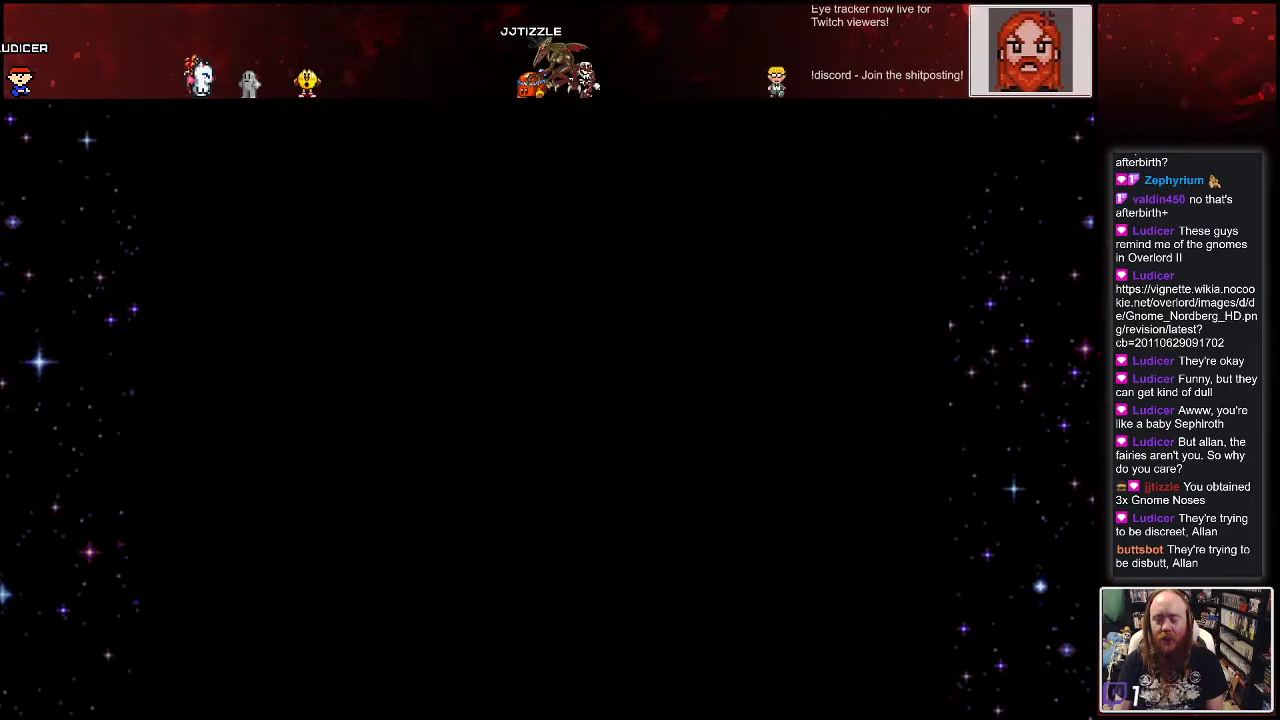 Eye tracker now live for
Twitch viewers!
JJTIZZLE
LUDICER
!discord - Join the shitposting!
afterbirth?
Zephyrium
valdin450 no that's
afterbirth+
Ludicer These guys
remind me of the gnomes
in Overlord II
Ludicer
https://vignette.wikia.nocoo
kie.net/overlord/images/d/d
e/Gnome_Nordberg_HD.pn
g/revision/latest?
cb=20110629091702
Ludicer They're okay
Ludicer Funny, but they
can get kind of dull
Ludicer Awww, you're
like a baby Sephiroth
Ludicer But allan, the
fairies aren't you. So why
do you care?
jjtizzle You obtained
3x Gnome Noses
Ludicer They're trying
to be discreet, Allan
buttsbot They're trying to
be disbutt, Allan
1